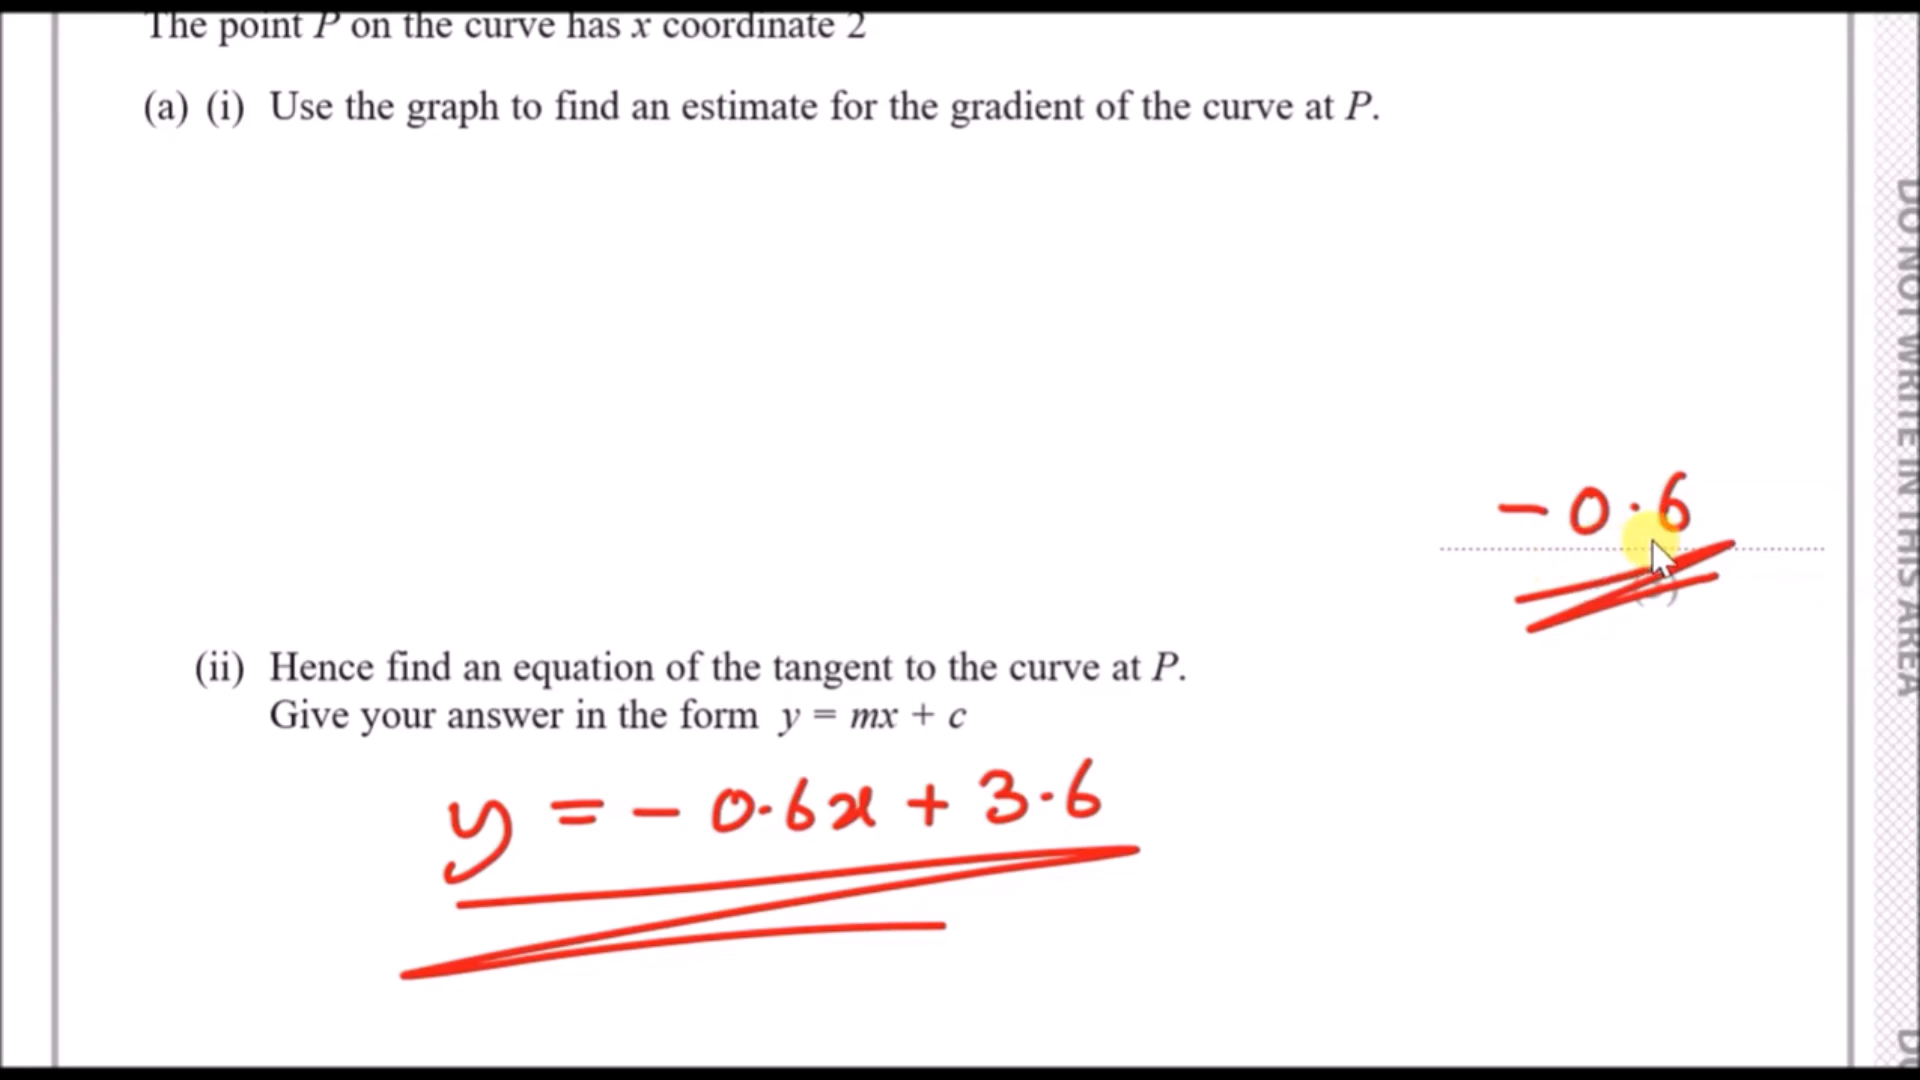 The point P on the curve has x coordinate 2
(a) (i) Use the graph to find an estimate for the gradient of the curve at P.
- 0.6
(ii) Hence find an equation of the tangent to the curve at P.
Give your answer in the form y = mx + c
y = - 0.6x + 3.6
DO NOT WRITE IN THIS AREA